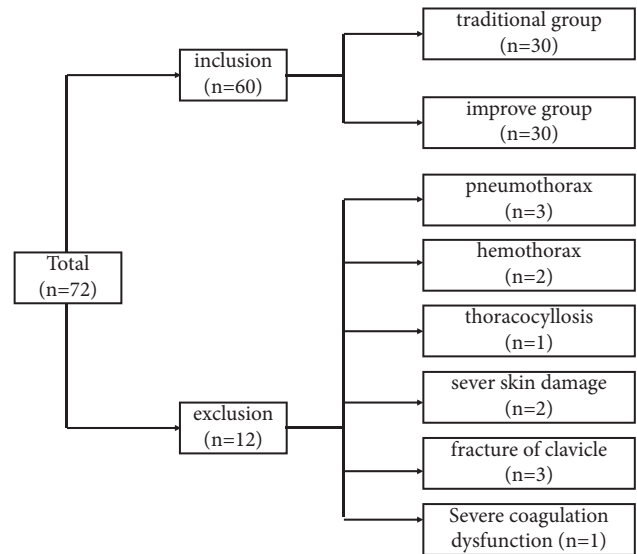 traditional group
(n=30)
inclusion
(n=60)
improve group
(n=30)
pneumothorax
(n=3)
hemothorax
(n=2)
Total
(n=72)
thoracocyllosis
(n=1)
sever skin damage
(n=2)
exclusion
(n=12)
fracture of clavicle
(n=3)
Severe coagulation
dysfunction (n=1)